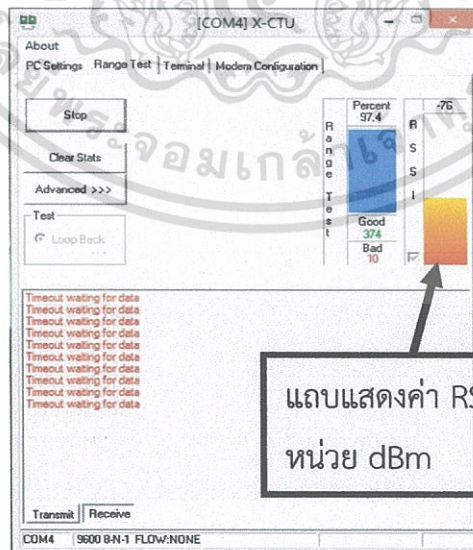 [COM4] X-CTU
About
PC Settings Range Test Terminal Modem Configuration
Stop
Clear Stats
Advanced >>>
Test
Loop Back
Range Test
Percent
97.4
Good
374
Bad
10
RSSI
-76
Timeout waiting for data
Timeout waiting for data
Timeout waiting for data
Timeout waiting for data
Timeout waiting for data
Timeout waiting for data
Timeout waiting for data
Timeout waiting for data
Timeout waiting for data
Timeout waiting for data
แถบแสดงค่า RS
หน่วย dBm
Transmit Receive
COM4 9600 8-N-1 FLOW:NONE